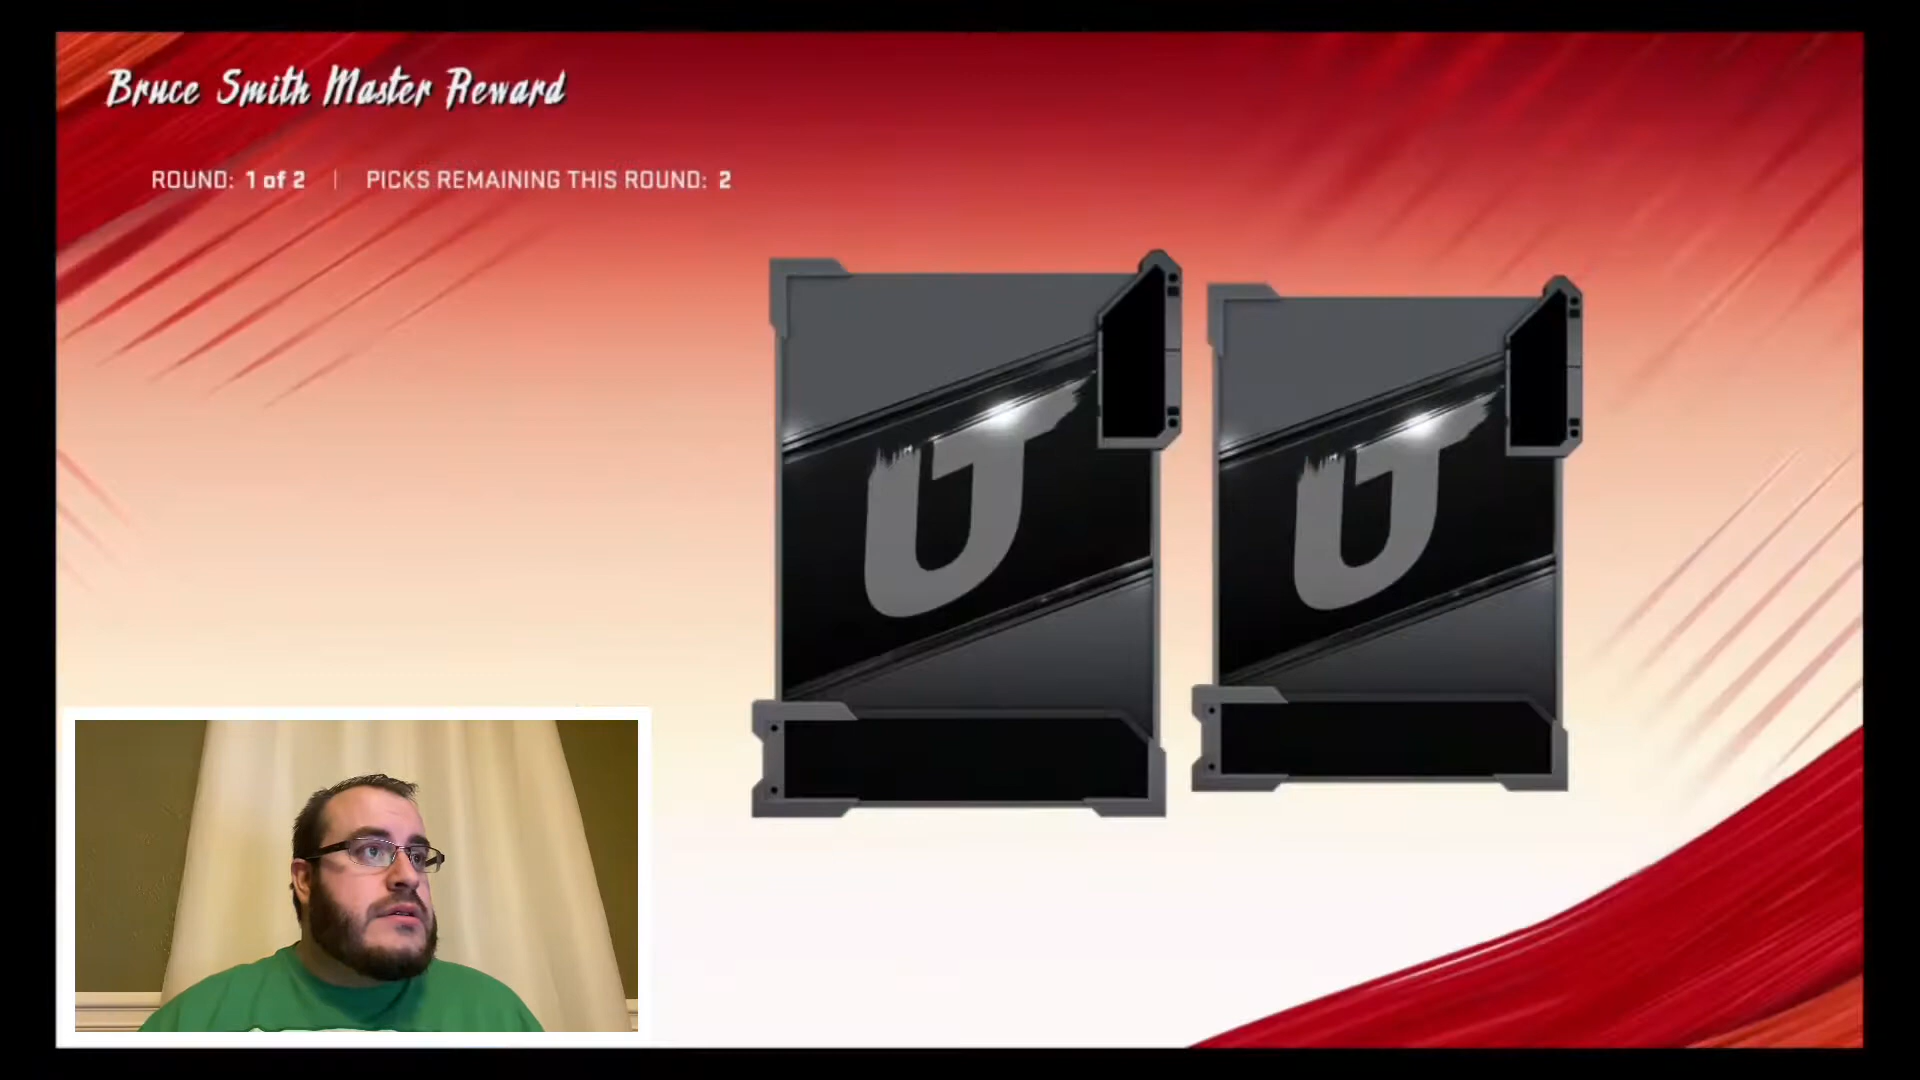 Bruce Smith Master Reward
ROUND: 1 of 2 | PICKS REMAINING THIS ROUND: 2